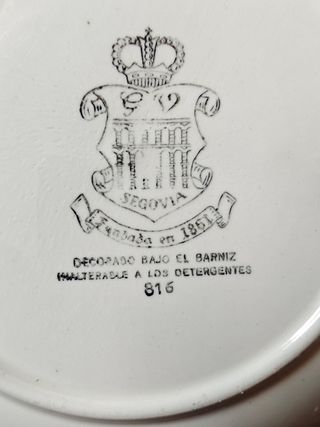 SEGOVIA
Fundada en 1861
DECORADO BAJO EL BARNIZ
INALTERABLE A LOS DETERGENTES
816